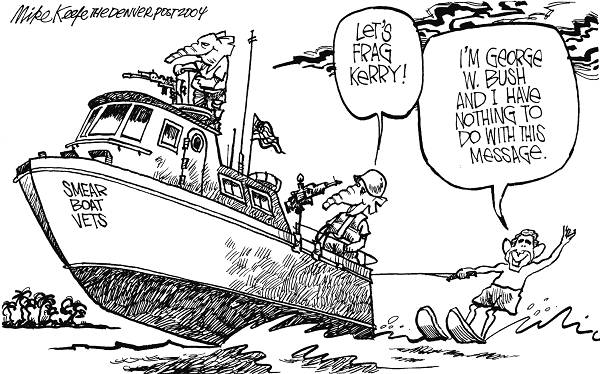 Mike Keefe THE DENVER POST 2004
LET'S
FRAG
KERRY!
I'M GEORGE
W. BUSH
AND I HAVE
NOTHING TO
DO WITH THIS
MESSAGE.
SMEAR
BOAT
VETS